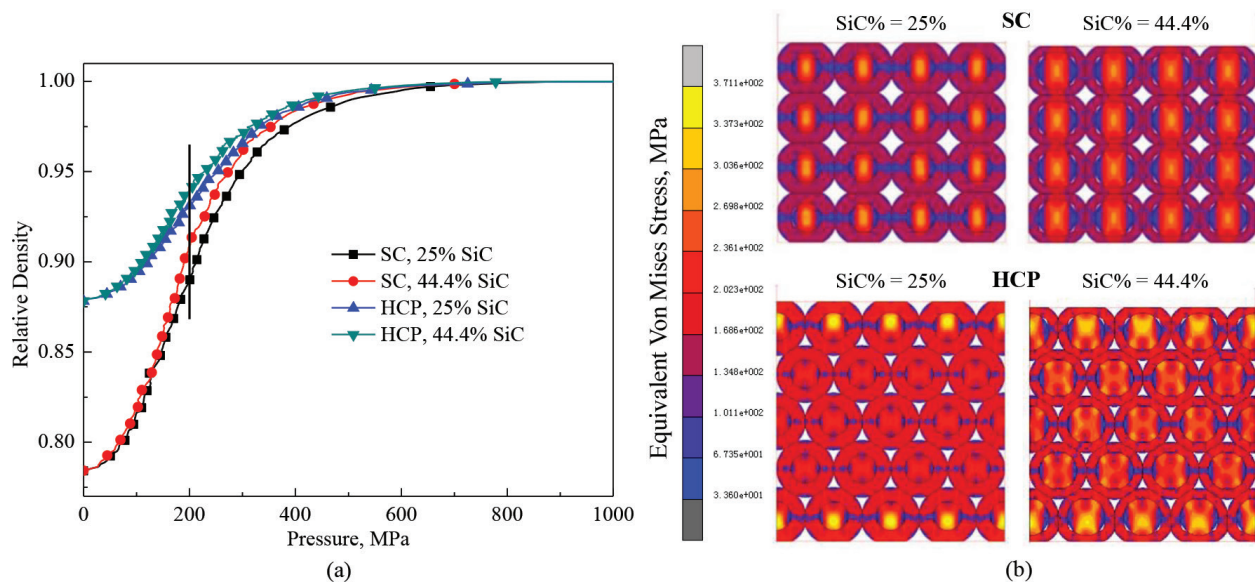 1.00
0.95
0.90
0.85
0.80
Relative Density
0
200
400
600
800
1000
Pressure, MPa
SC, 25% SiC
SC, 44.4% SiC
HCP, 25% SiC
HCP, 44.4% SiC
(a)
Equivalent Von Mises Stress, MPa
3.711e+002
3.373e+002
3.036e+002
2.698e+002
2.361e+002
2.023e+002
1.686e+002
1.348e+002
1.011e+002
6.735e+001
3.360e+001
SiC% = 25% SC SiC% = 44.4%
SiC% = 25% HCP SiC% = 44.4%
(b)